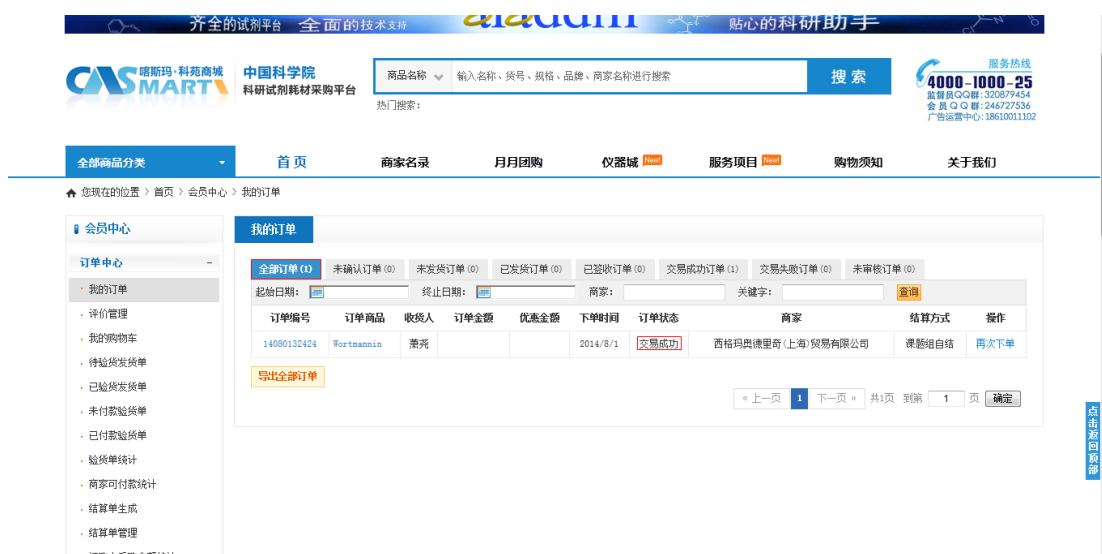 齐全的试剂平台 全面的技术支持 aladdin 贴心的科研助手
CASMART 喀斯玛·科苑商城
中国科学院
科研试剂耗材采购平台
商品名称 输入名称、货号、规格、品牌、商家名称进行搜索 搜 索
热门搜索：
服务热线
4000-1000-25
监督员QQ群：320879454
会 员 Q Q 群：246727536
广告运营中心：18610011102
全部商品分类 首 页 商家名录 月月团购 仪器城 New! 服务项目 New! 购物须知 关于我们
您现在的位置 > 首页 > 会员中心 > 我的订单
会员中心
订单中心 －
我的订单
评价管理
我的购物车
待验货发货单
已验货发货单
未付款验货单
已付款验货单
验货单统计
商家可付款统计
结算单生成
结算单管理
我的订单
全部订单(1) 未确认订单(0) 未发货订单(0) 已发货订单(0) 已签收订单(0) 交易成功订单(1) 交易失败订单(0) 未审核订单(0)
起始日期： 终止日期： 商家： 关键字： 查询
订单编号 订单商品 收货人 订单金额 优惠金额 下单时间 订单状态 商家 结算方式 操作
14080132424 Wortmannin 萧尧 2014/8/1 交易成功 西格玛奥德里奇(上海)贸易有限公司 课题组自结 再次下单
导出全部订单
« 上一页 1 下一页 » 共1页 到第 1 页 确定
点击返回顶部